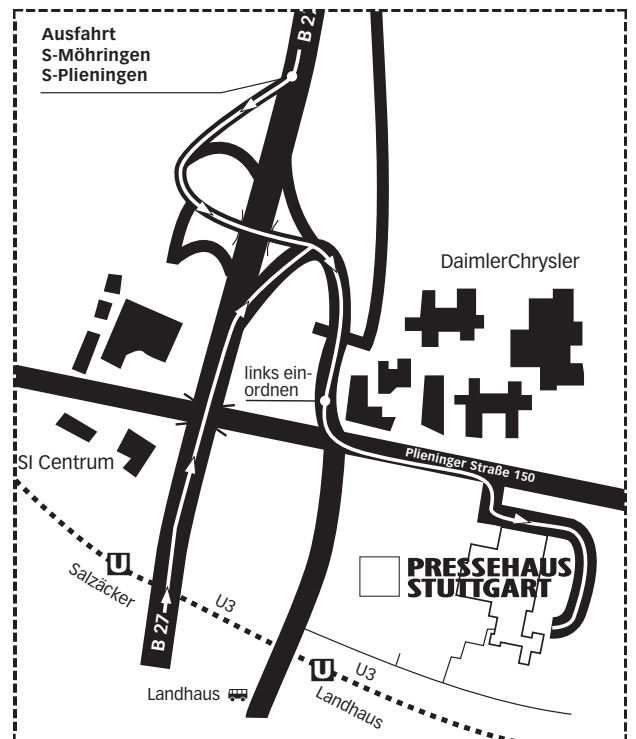 Ausfahrt
S-Möhringen
S-Plieningen
B 2
DaimlerChrysler
links ein-
ordnen
Plieninger Straße 150
SI Centrum
U
Salzäcker
U3
PRESSEHAUS
STUTTGART
B 27
U
U3
Landhaus
Landhaus